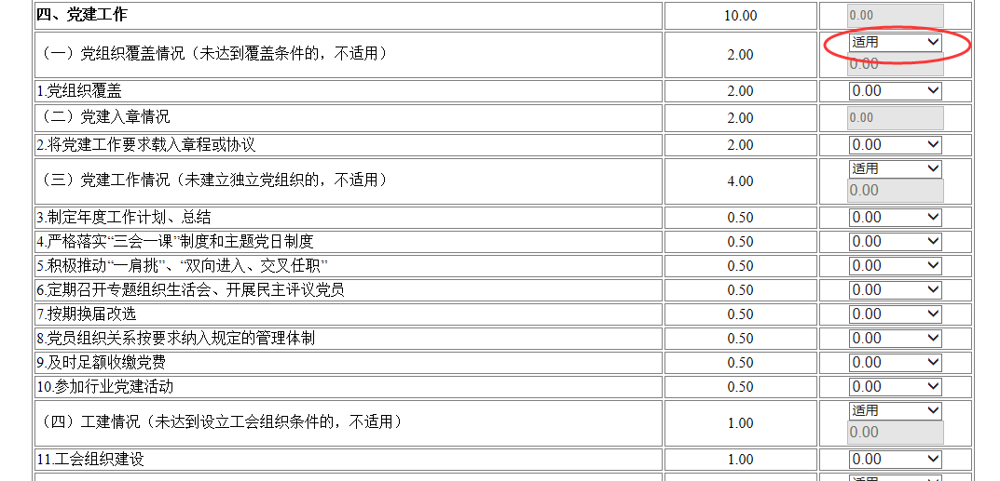 四、党建工作 10.00 0.00
（一）党组织覆盖情况（未达到覆盖条件的，不适用） 2.00 适用
0.00
1.党组织覆盖 2.00 0.00
（二）党建入章情况 2.00 0.00
2.将党建工作要求载入章程或协议 2.00 0.00
（三）党建工作情况（未建立独立党组织的，不适用） 4.00 适用
0.00
3.制定年度工作计划、总结 0.50 0.00
4.严格落实“三会一课”制度和主题党日制度 0.50 0.00
5.积极推动“一肩挑”、“双向进入、交叉任职” 0.50 0.00
6.定期召开专题组织生活会、开展民主评议党员 0.50 0.00
7.按期换届改选 0.50 0.00
8.党员组织关系按要求纳入规定的管理体制 0.50 0.00
9.及时足额收缴党费 0.50 0.00
10.参加行业党建活动 0.50 0.00
（四）工建情况（未达到设立工会组织条件的，不适用） 1.00 适用
0.00
11.工会组织建设 1.00 0.00